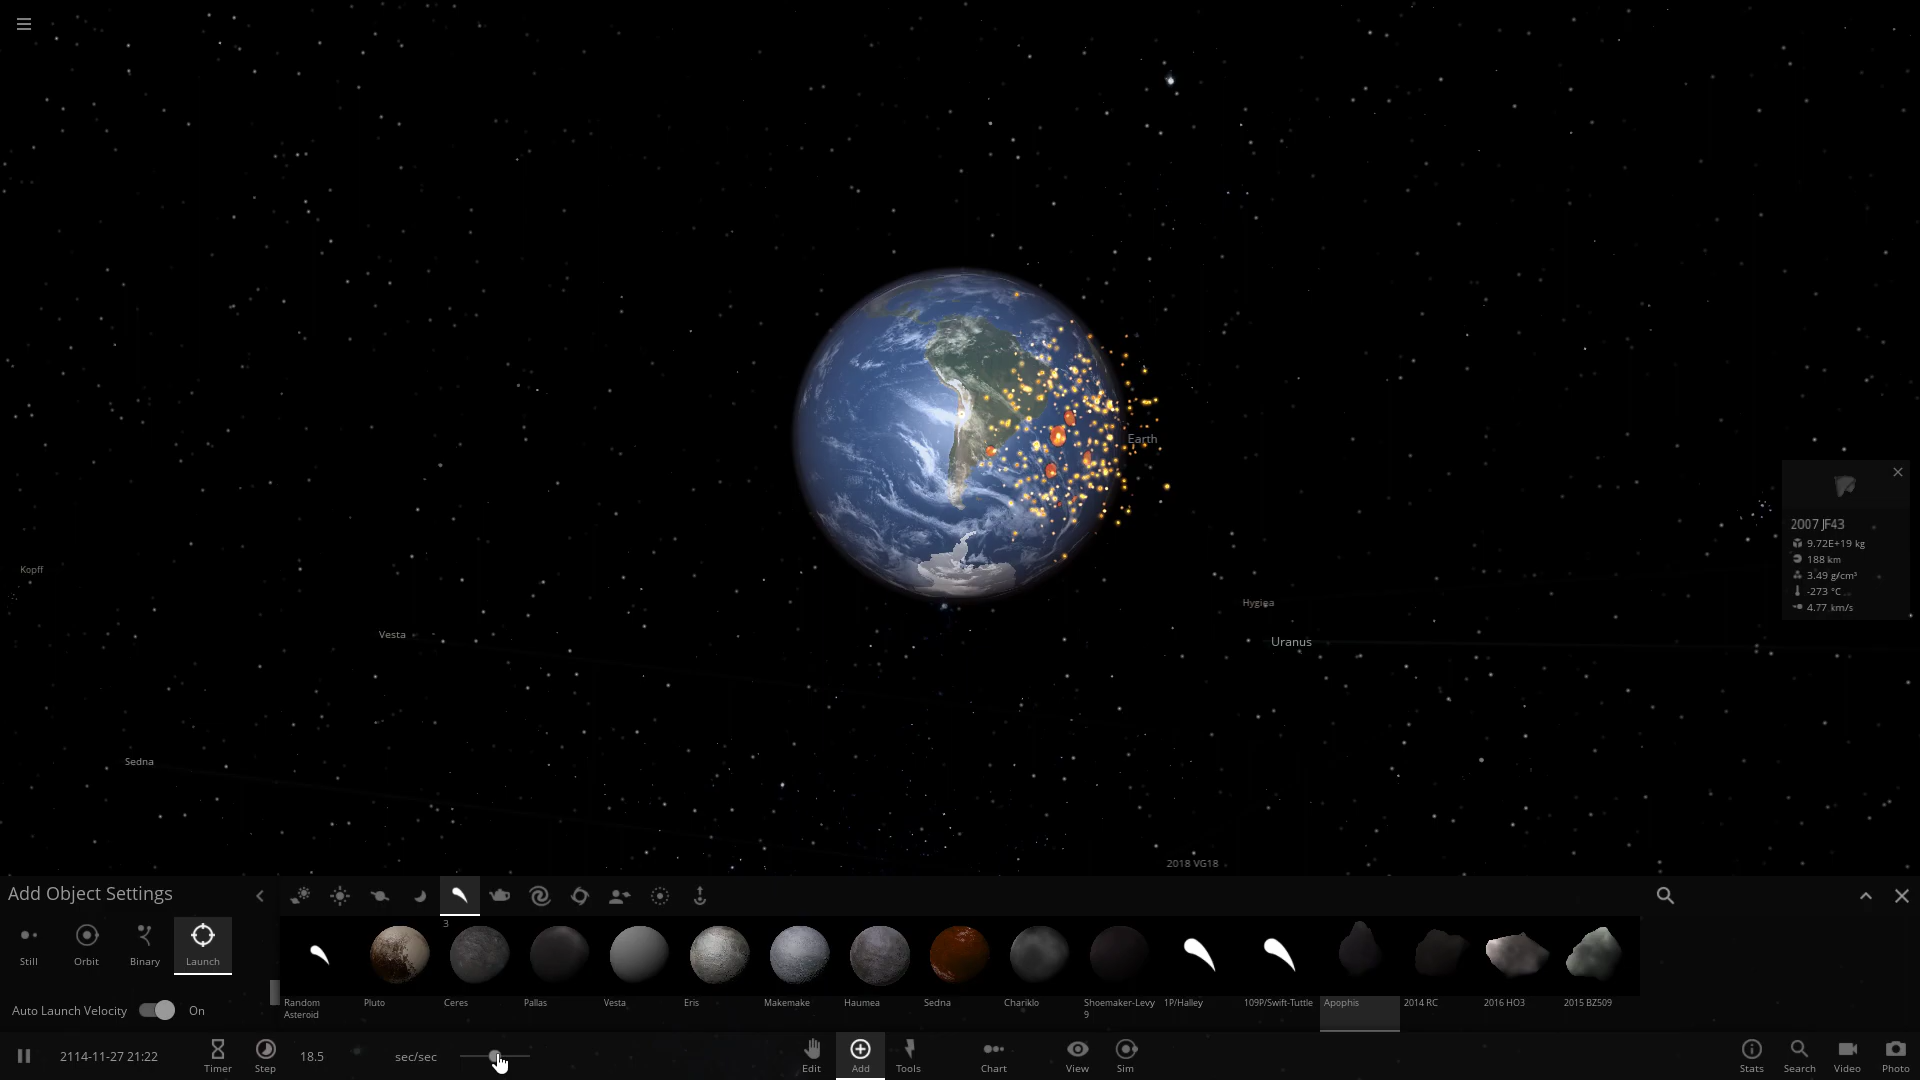 Earth
2007 JF43
9.72E+19 kg
188 km
3.49 g/cm³
-273 °C
4.77 km/s
Kopff
Hygiea
Vesta
Uranus
Sedna
2018 VG18
Add Object Settings
3
Still
Orbit
Binary
Launch
Random Asteroid
Pluto
Ceres
Pallas
Vesta
Eris
Makemake
Haumea
Sedna
Chariklo
Shoemaker-Levy 9
1P/Halley
109P/Swift-Tuttle
Apophis
2014 RC
2016 HO3
2015 BZ509
Auto Launch Velocity
On
2114-11-27 21:22
Timer
Step
18.5
sec/sec
Edit
Add
Tools
Chart
View
Sim
Stats
Search
Video
Photo